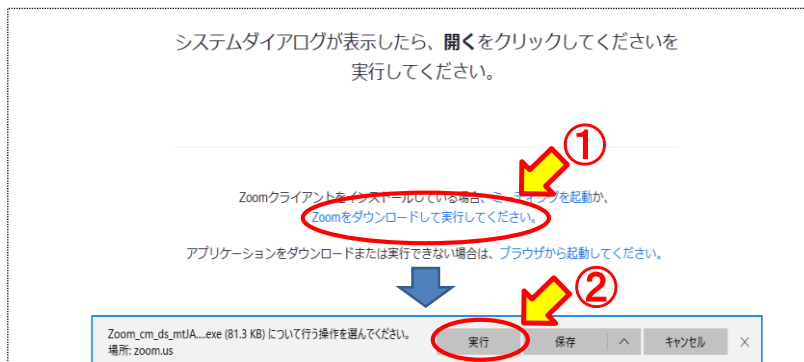 システムダイアログが表示したら、開くをクリックしてくださいを
実行してください。
①
Zoomクライアントをインストールしている場合、ミーティングを起動か、
Zoomをダウンロードして実行してください。
アプリケーションをダウンロードまたは実行できない場合は、ブラウザから起動してください。
②
Zoom_cm_ds_mtJA....exe (81.3 KB) について行う操作を選んでください。
場所: zoom.us
実行 保存 キャンセル